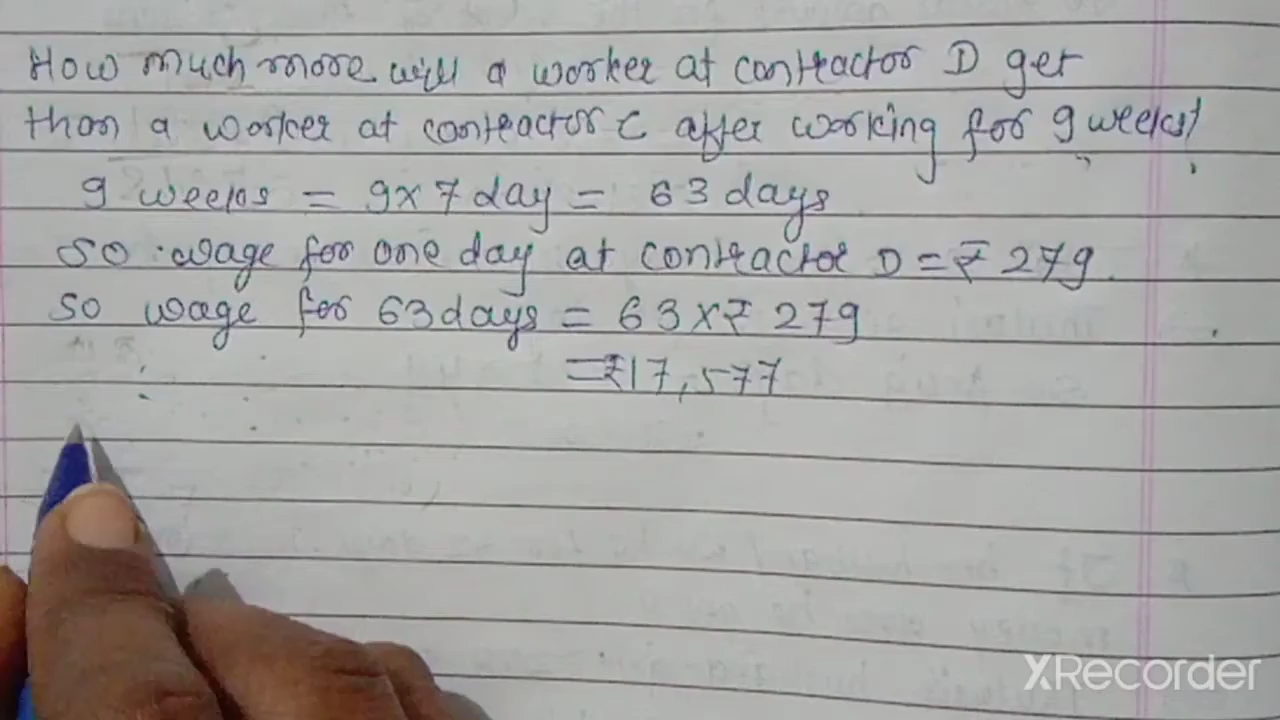 How much more will a worker at contractor D get
than a worker at contractor C after working for 9 weeks?
9 weeks = 9x7 day = 63 days
So wage for one day at contractor D = ₹ 279.
So wage for 63 days = 63 x ₹ 279
= ₹17,577
XRecorder